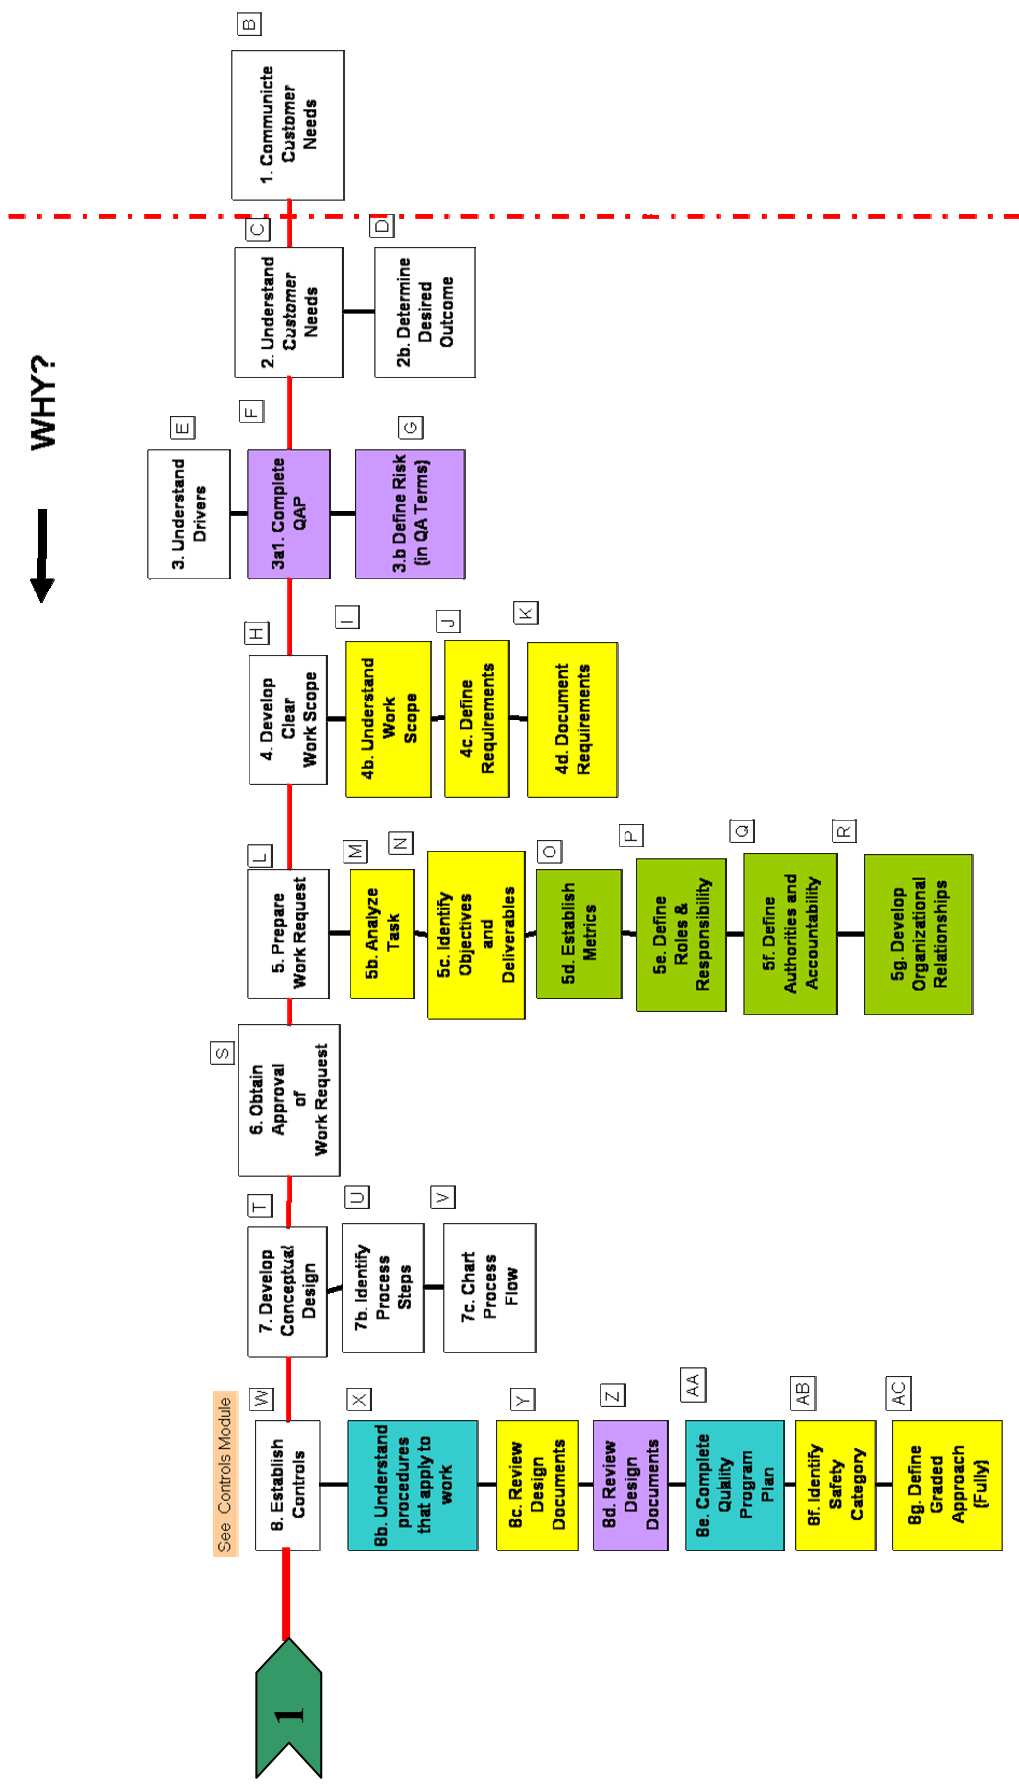 WHY?
1
See Controls Module
W
8. Establish
Controls
X
8b. Understand
procedures
that apply to
work
Y
8c. Review
Design
Documents
Z
8d. Review
Design
Documents
AA
8e. Complete
Quality
Program
Plan
AB
8f. Identify
Safety
Category
AC
8g. Define
Graded
Approach
(Fully)
T
7. Develop
Conceptual
Design
U
7b. Identify
Process
Steps
V
7c. Chart
Process
Flow
S
6. Obtain
Approval
of
Work Request
L
5. Prepare
Work Request
M
5b. Analyze
Task
N
5c. Identify
Objectives
and
Deliverables
O
5d. Establish
Metrics
P
5e. Define
Roles &
Responsibility
Q
5f. Define
Authorities and
Accountability
R
5g. Develop
Organizational
Relationships
H
4. Develop
Clear
Work Scope
I
4b. Understand
Work
Scope
J
4c. Define
Requirements
K
4d. Document
Requirements
E
3. Understand
Drivers
F
3a1. Complete
QAP
G
3.b Define Risk
(in QA Terms)
C
2. Understand
Customer
Needs
D
2b. Determine
Desired
Outcome
B
1. Communicte
Customer
Needs